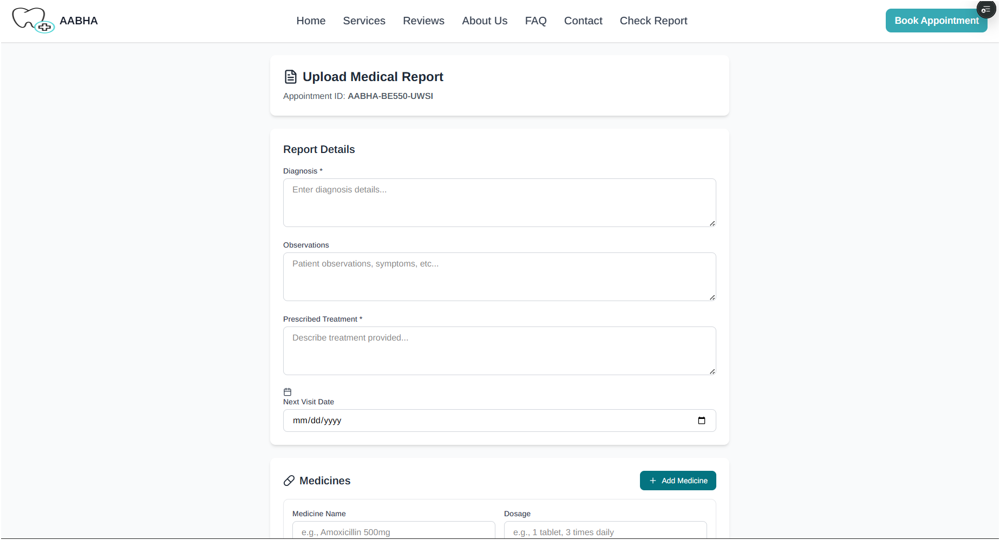 AABHA
Home Services Reviews About Us FAQ Contact Check Report
Book Appointment
Upload Medical Report
Appointment ID: AABHA-BE550-UWSI
Report Details
Diagnosis *
Enter diagnosis details...
Observations
Patient observations, symptoms, etc...
Prescribed Treatment *
Describe treatment provided...
Next Visit Date
mm/dd/yyyy
Medicines
+ Add Medicine
Medicine Name Dosage
e.g., Amoxicillin 500mg e.g., 1 tablet, 3 times daily